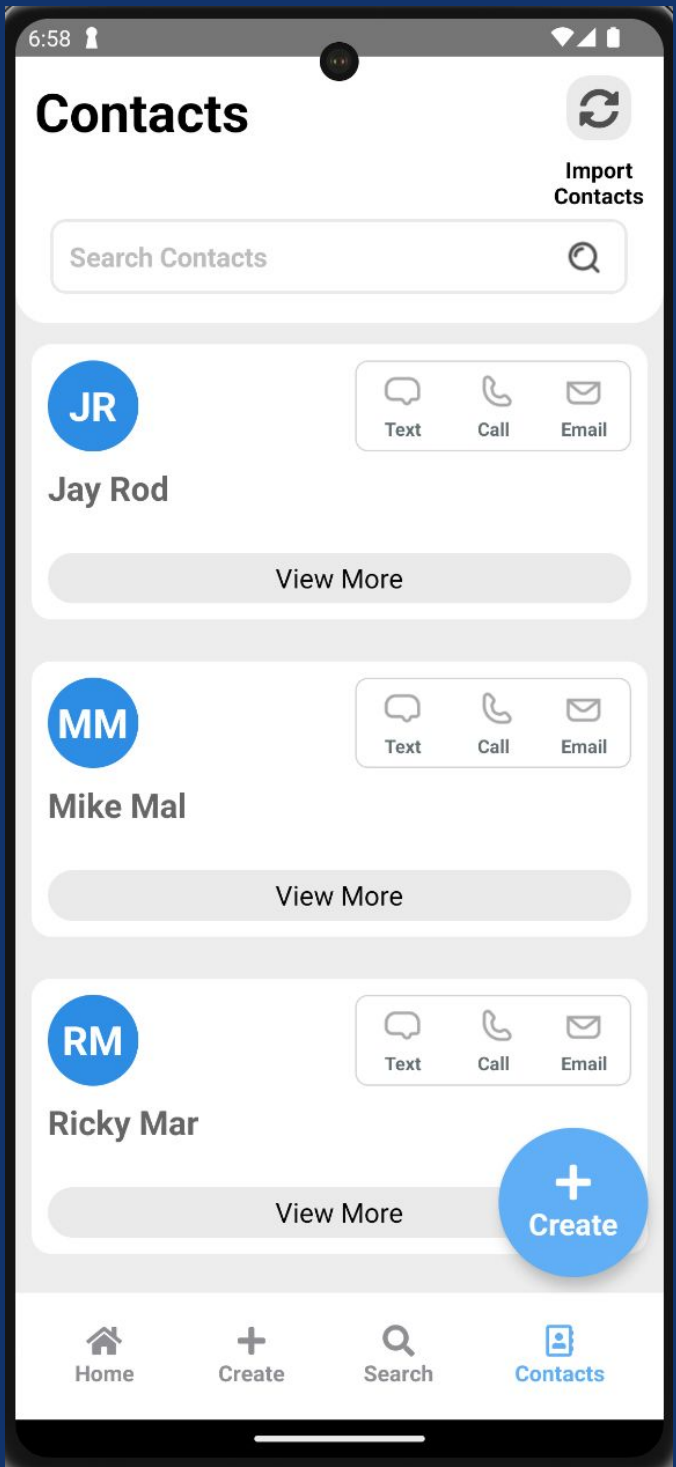 6:58
Contacts
Import
Contacts
Search Contacts
JR
Text Call Email
Jay Rod
View More
MM
Text Call Email
Mike Mal
View More
RM
Text Call Email
Ricky Mar
View More
Create
Home Create Search Contacts